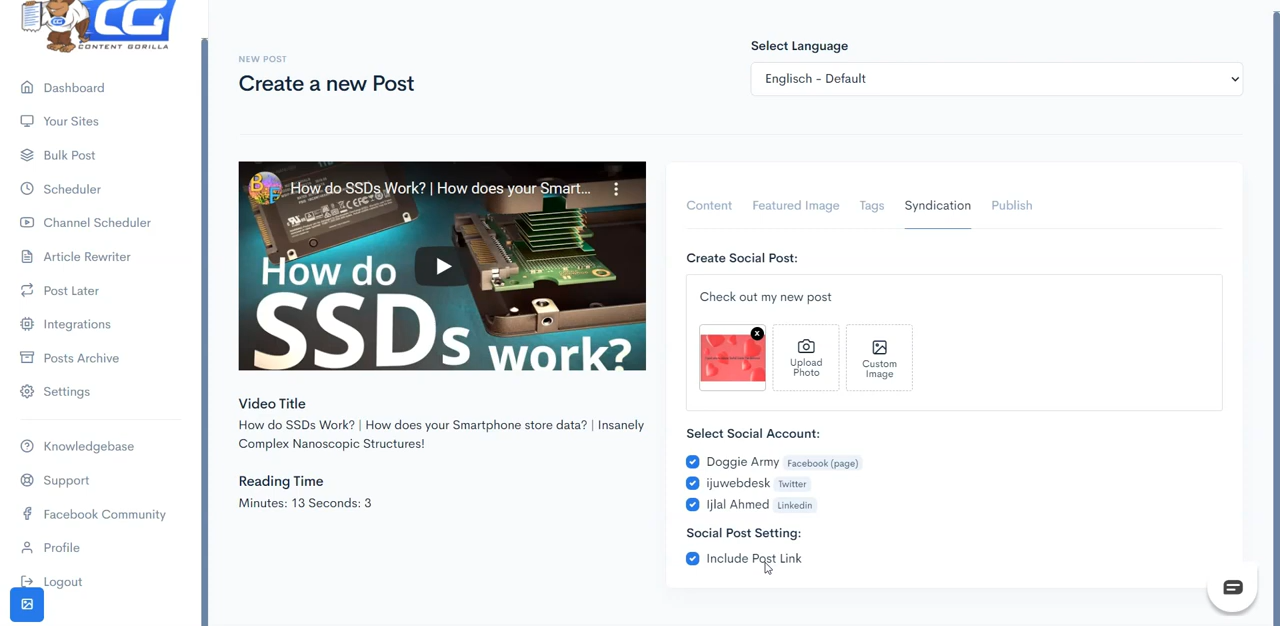 CG
CONTENT GORILLA
Dashboard
Your Sites
Bulk Post
Scheduler
Channel Scheduler
Article Rewriter
Post Later
Integrations
Posts Archive
Settings
Knowledgebase
Support
Facebook Community
Profile
Logout
NEW POST
Create a new Post
Select Language
Englisch - Default
How do SSDs Work? | How does your Smart...
How do
SSDs
work?
Video Title
How do SSDs Work? | How does your Smartphone store data? | Insanely
Complex Nanoscopic Structures!
Reading Time
Minutes: 13 Seconds: 3
Content Featured Image Tags Syndication Publish
Create Social Post:
Check out my new post
x
Upload
Photo
Custom
Image
Select Social Account:
Doggie Army Facebook (page)
ijuwebdesk Twitter
Ijlal Ahmed Linkedin
Social Post Setting:
Include Post Link